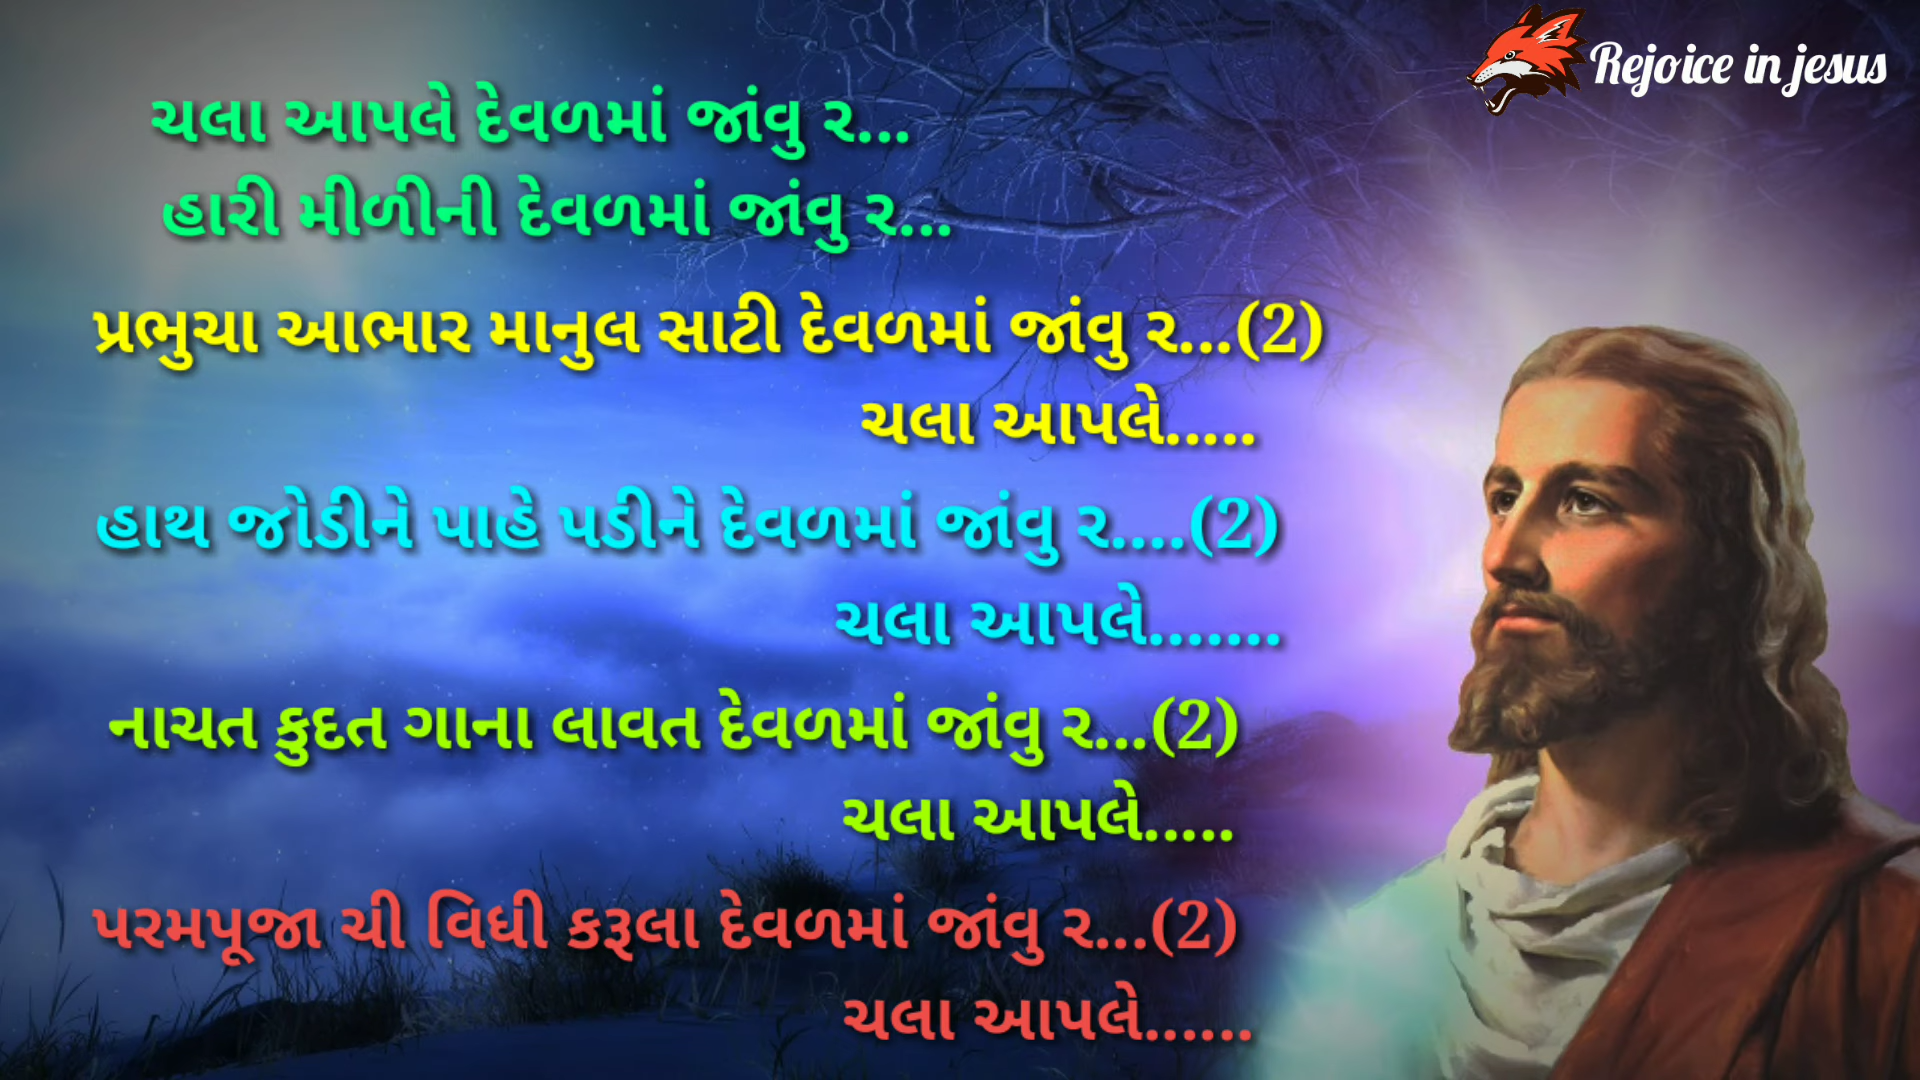 Rejoice in jesus
ચલા આપલે દેવળમાં જાંવુ ર...
હારી મીળીની દેવળમાં જાંવુ ર...
પ્રભુચા આભાર માનુલ સાટી દેવળમાં જાંવુ ર...(2)
ચલા આપલે.....
હાથ જોડીને પાહે પડીને દેવળમાં જાંવુ ર....(2)
ચલા આપલે.......
નાચત કુદત ગાના લાવત દેવળમાં જાંવુ ર...(2)
ચલા આપલે.....
પરમપૂજા ચી વિધી કરૂલા દેવળમાં જાંવુ ર...(2)
ચલા આપલે......